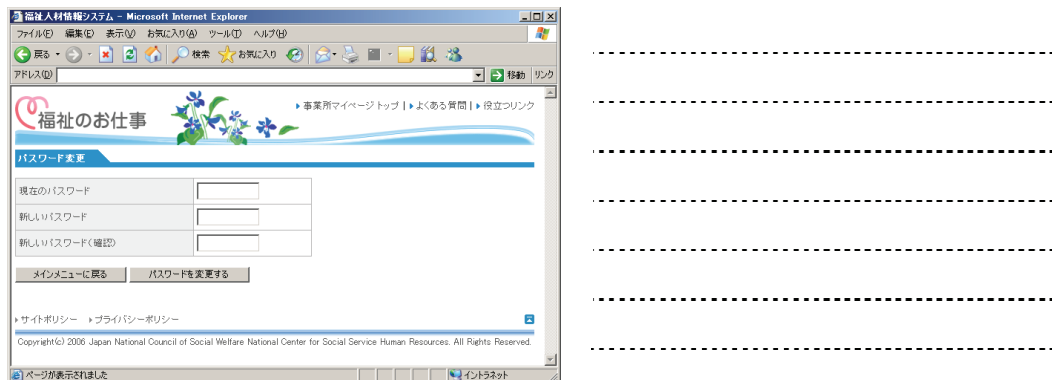 福祉人材情報システム - Microsoft Internet Explorer
ファイル(F) 編集(E) 表示(V) お気に入り(A) ツール(T) ヘルプ(H)
戻る 検索 お気に入り
アドレス(D) 移動 リンク
福祉のお仕事
事業所マイページトップ | よくある質問 | 役立つリンク
パスワード変更
現在のパスワード
新しいパスワード
新しいパスワード(確認)
メインメニューに戻る パスワードを変更する
サイトポリシー プライバシーポリシー
Copyright(c) 2006 Japan National Council of Social Welfare National Center for Social Service Human Resources. All Rights Reserved.
ページが表示されました イントラネット